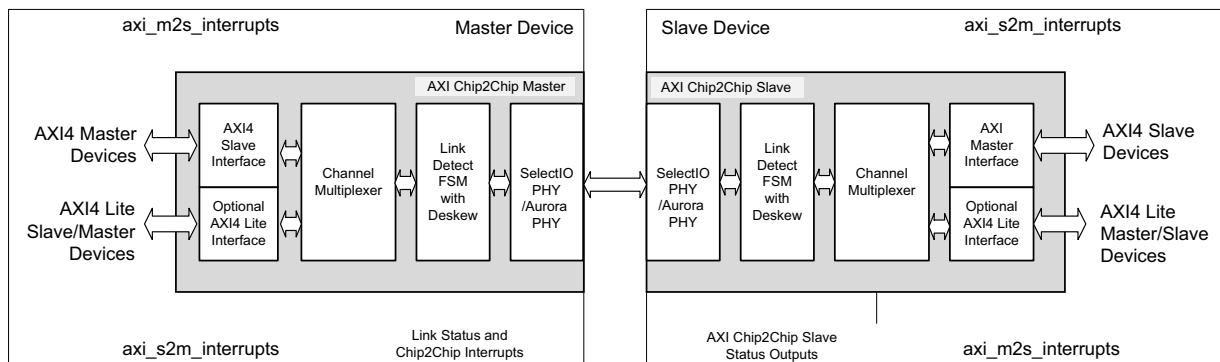 axi_m2s_interrupts
Master Device
Slave Device
axi_s2m_interrupts
AXI Chip2Chip Master
AXI Chip2Chip Slave
AXI4 Master
Devices
AXI4
Slave
Interface
Optional
AXI4 Lite
Interface
AXI4 Lite
Slave/Master
Devices
Channel
Multiplexer
Link
Detect
FSM
with
Deskew
SelectIO
PHY
/Aurora
PHY
SelectIO
PHY
/Aurora
PHY
Link
Detect
FSM
with
Deskew
Channel
Multiplexer
AXI
Master
Interface
Optional
AXI4 Lite
Interface
AXI4 Slave
Devices
AXI4 Lite
Master/Slave
Devices
axi_s2m_interrupts
Link Status and
Chip2Chip Interrupts
AXI Chip2Chip Slave
Status Outputs
axi_m2s_interrupts